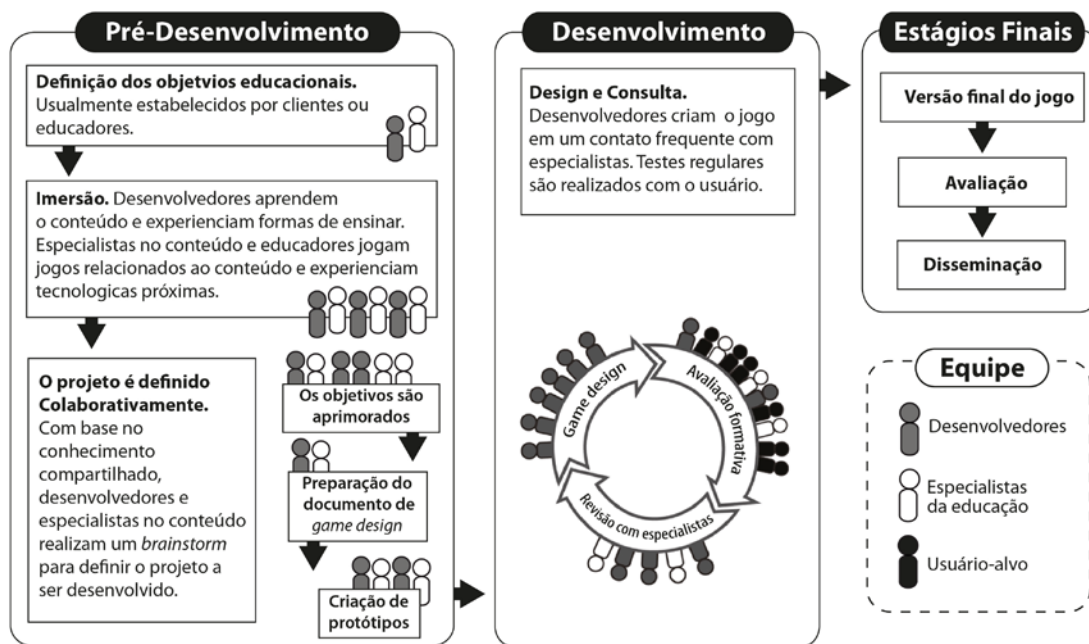 Pré-Desenvolvimento
Definição dos objetvios educacionais.
Usualmente estabelecidos por clientes ou
educadores.
Imersão. Desenvolvedores aprendem
o conteúdo e experienciam formas de ensinar.
Especialistas no conteúdo e educadores jogam
jogos relacionados ao conteúdo e experienciam
tecnologicas próximas.
O projeto é definido
Colaborativamente.
Com base no
conhecimento
compartilhado,
desenvolvedores e
especialistas no conteúdo
realizam um brainstorm
para definir o projeto a
ser desenvolvido.
Os objetivos são
aprimorados
Preparação do
documento de
game design
Criação de
protótipos
Desenvolvimento
Design e Consulta.
Desenvolvedores criam o jogo
em um contato frequente com
especialistas. Testes regulares
são realizados com o usuário.
Game design
Avaliação formativa
Revisão com especialistas
Estágios Finais
Versão final do jogo
Avaliação
Disseminação
Equipe
Desenvolvedores
Especialistas
da educação
Usuário-alvo